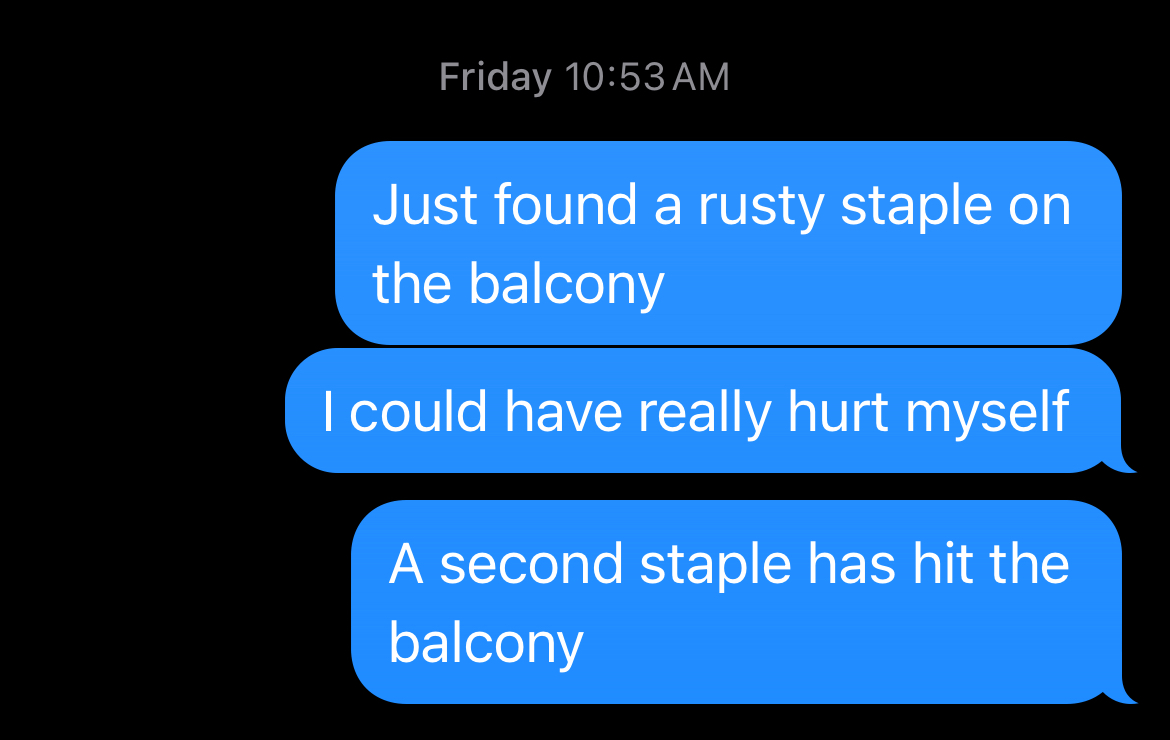 Friday 10:53 AM
Just found a rusty staple on
the balcony
I could have really hurt myself
A second staple has hit the
balcony